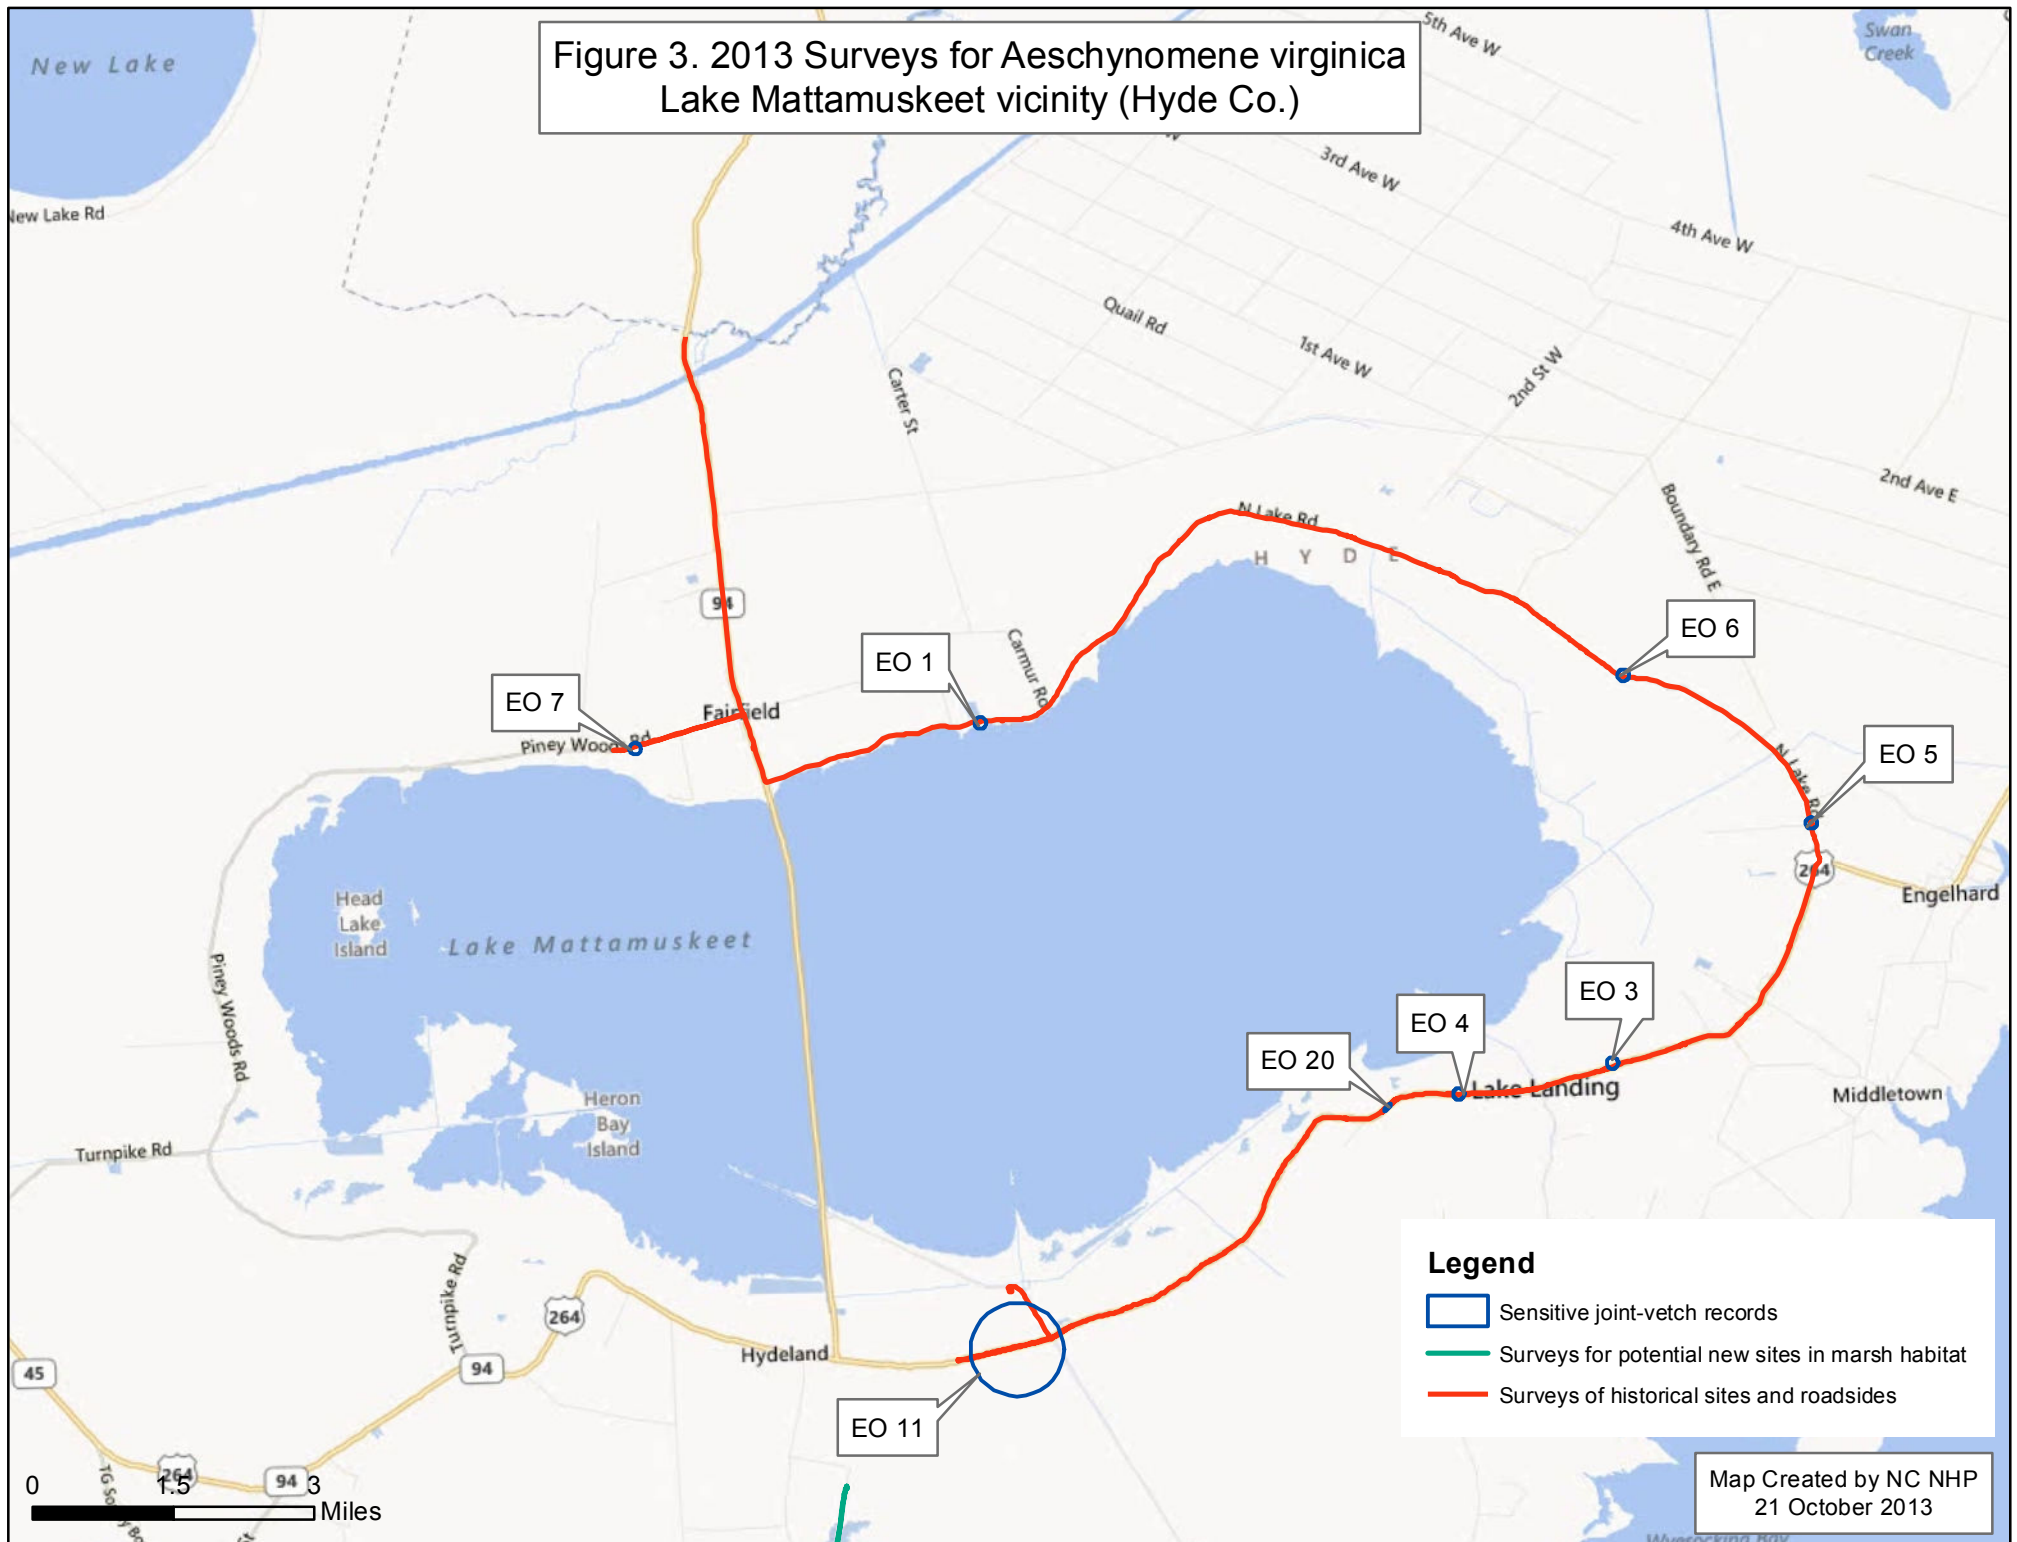 Figure 3. 2013 Surveys for Aeschynomene virginica
Lake Mattamuskeet vicinity (Hyde Co.)
New Lake
5th Ave W
Swan
Creek
3rd Ave W
New Lake Rd
4th Ave W
Quail Rd
1st Ave W
2nd St W
Carter St
2nd Ave E
N Lake Rd
Boundary Rd E
HYDE
94
EO 6
EO 1
Carmur Rd
EO 7
Fairfield
Piney Woods Rd
N Lake Rd
EO 5
264
Engelhard
Head
Lake
Island
Lake Mattamuskeet
Piney Woods Rd
EO 3
EO 4
EO 20
Lake Landing
Middletown
Heron
Bay
Island
Turnpike Rd
Turnpike Rd
264
Hydeland
94
45
EO 11
Legend
Sensitive joint-vetch records
Surveys for potential new sites in marsh habitat
Surveys of historical sites and roadsides
264
94
0 1.5 3
Miles
Map Created by NC NHP
21 October 2013
Wyesocking Bay